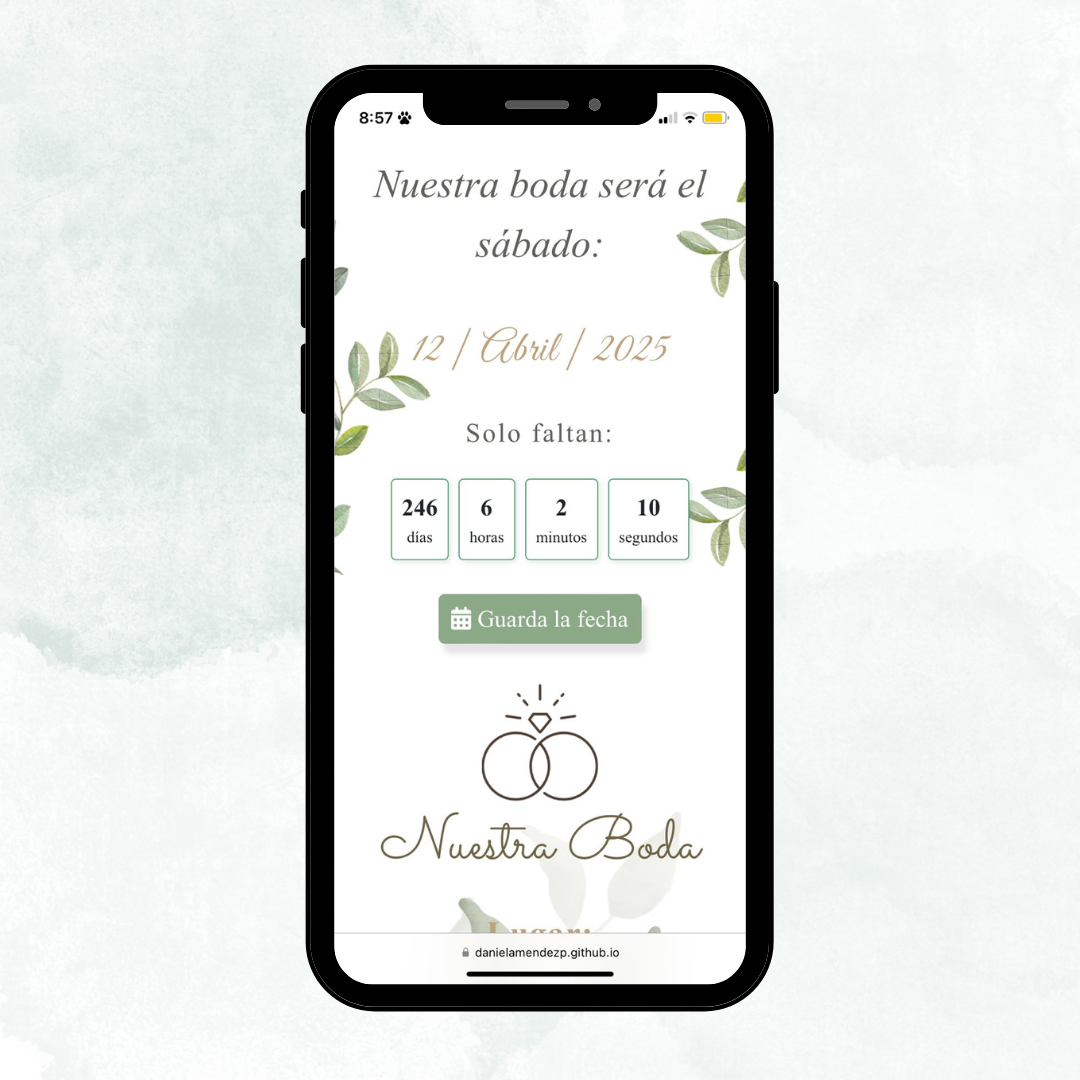 8:57
Nuestra boda será el
sábado:
12 / Abril / 2025
Solo faltan:
246 6 2 10
días horas minutos segundos
Guarda la fecha
Nuestra Boda
Lugar:
danielamendezp.github.io